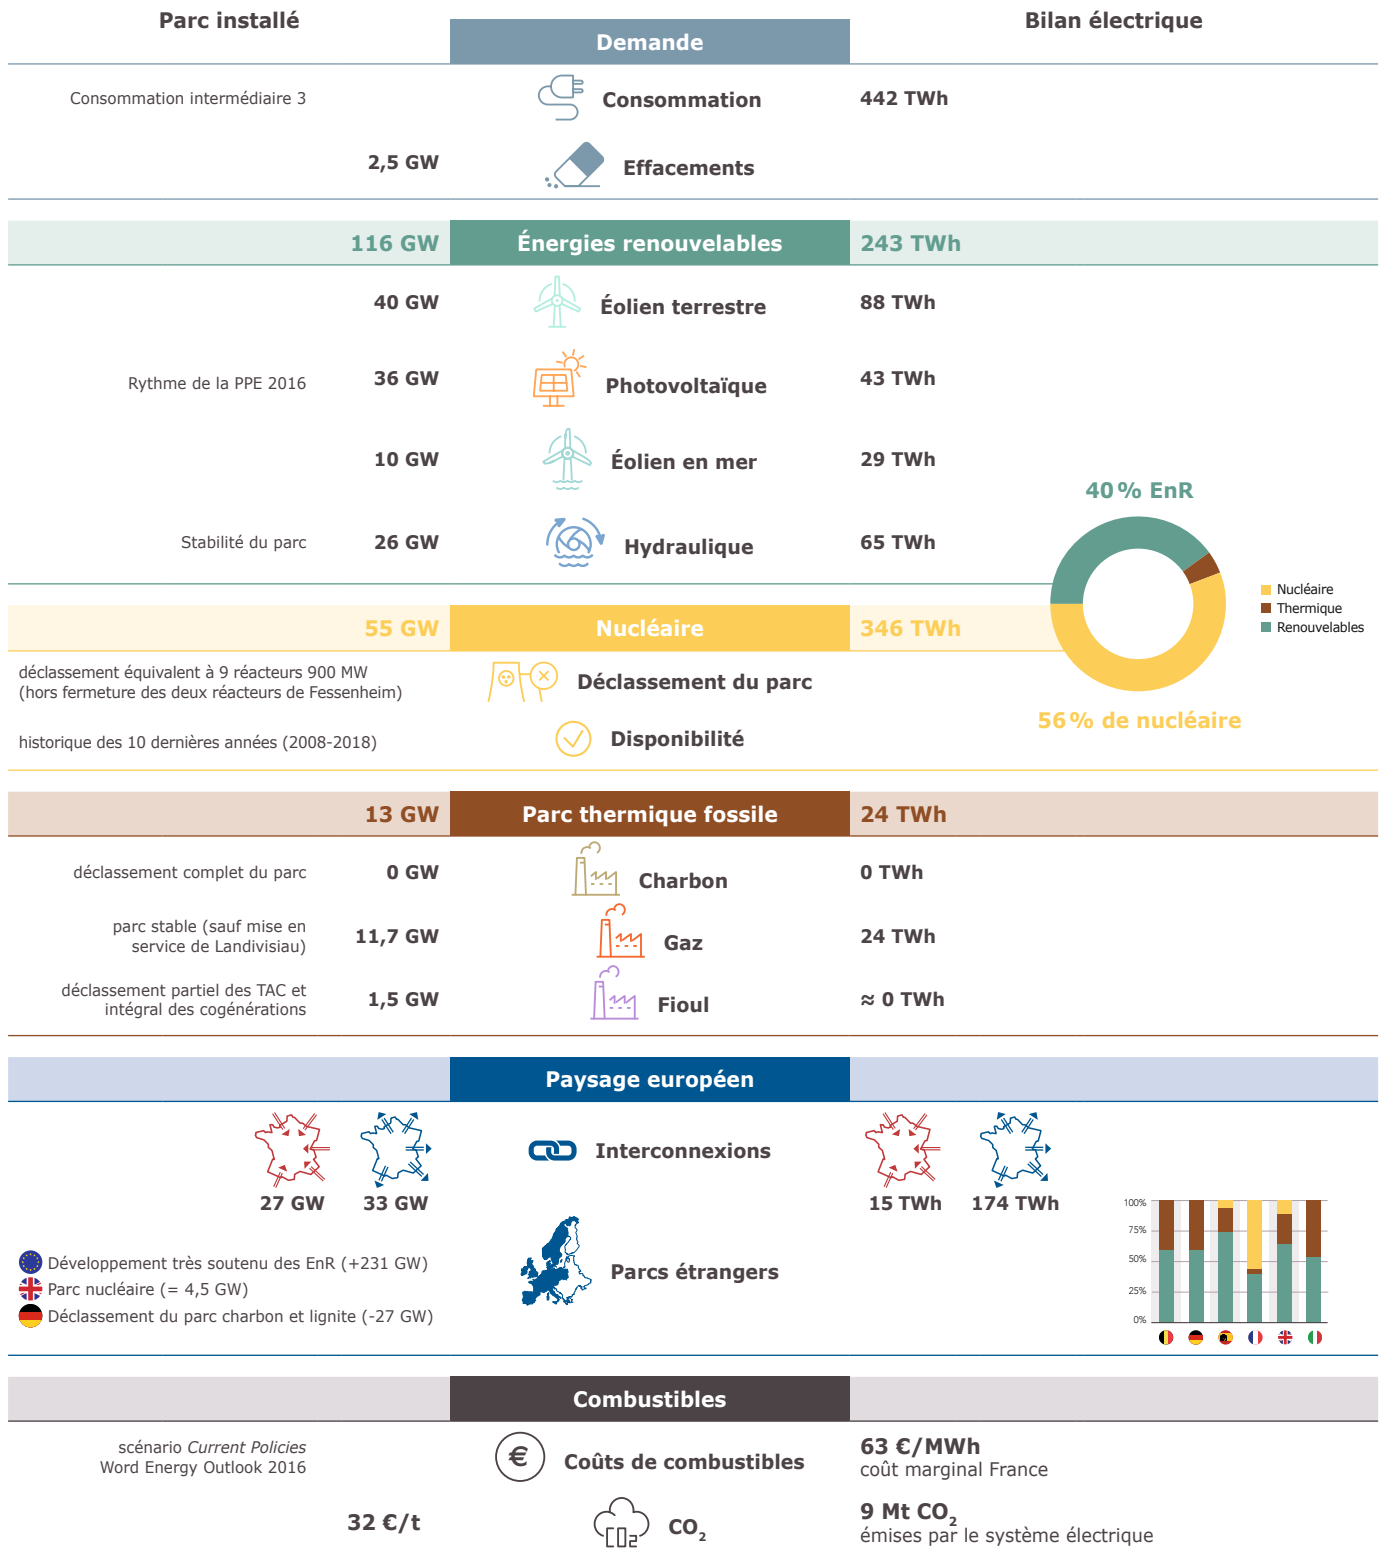 Parc installé
Demande
Bilan électrique
Consommation intermédiaire 3
Consommation
442 TWh
2,5 GW
Effacements
116 GW
Énergies renouvelables
243 TWh
40 GW
Éolien terrestre
88 TWh
Rythme de la PPE 2016
36 GW
Photovoltaïque
43 TWh
10 GW
Éolien en mer
29 TWh
Stabilité du parc
26 GW
Hydraulique
65 TWh
40 % EnR
Nucléaire
Thermique
Renouvelables
56 % de nucléaire
55 GW
Nucléaire
346 TWh
déclassement équivalent à 9 réacteurs 900 MW
(hors fermeture des deux réacteurs de Fessenheim)
Déclassement du parc
historique des 10 dernières années (2008-2018)
Disponibilité
13 GW
Parc thermique fossile
24 TWh
déclassement complet du parc
0 GW
Charbon
0 TWh
parc stable (sauf mise en
service de Landivisiau)
11,7 GW
Gaz
24 TWh
déclassement partiel des TAC et
intégral des cogénérations
1,5 GW
Fioul
≈ 0 TWh
Paysage européen
27 GW
33 GW
Interconnexions
15 TWh
174 TWh
Développement très soutenu des EnR (+231 GW)
Parc nucléaire (= 4,5 GW)
Déclassement du parc charbon et lignite (-27 GW)
Parcs étrangers
100%
75%
50%
25%
0%
Combustibles
scénario Current Policies
Word Energy Outlook 2016
€
Coûts de combustibles
63 €/MWh
coût marginal France
32 €/t
CO2
CO2
9 Mt CO2
émises par le système électrique